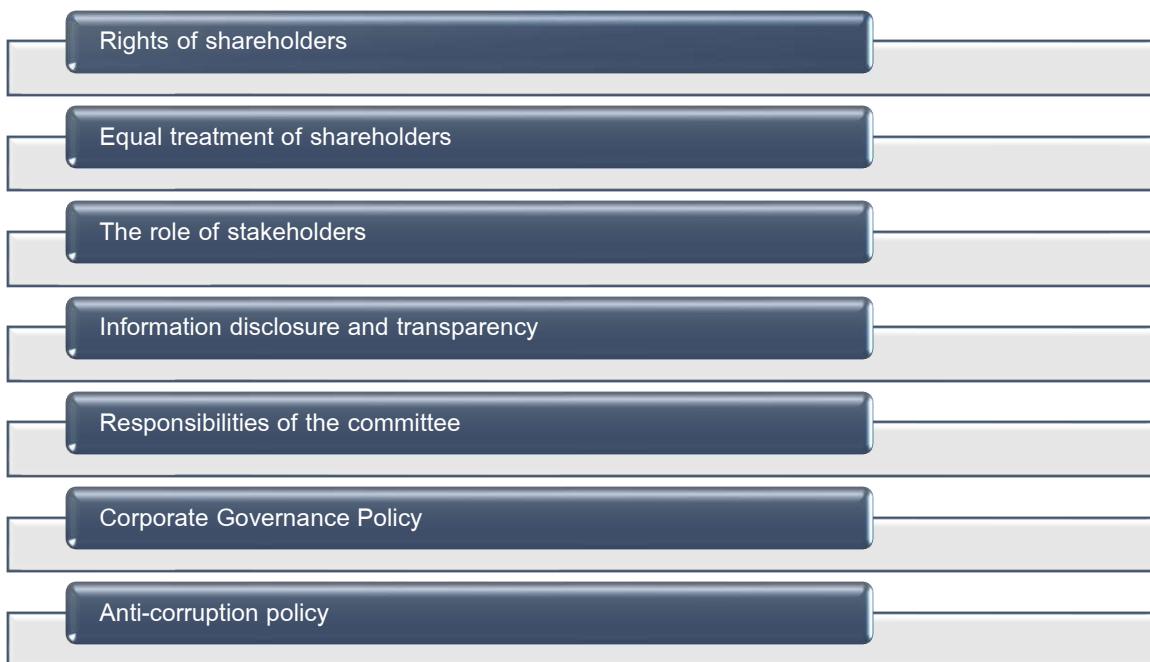 Rights of shareholders
Equal treatment of shareholders
The role of stakeholders
Information disclosure and transparency
Responsibilities of the committee
Corporate Governance Policy
Anti-corruption policy